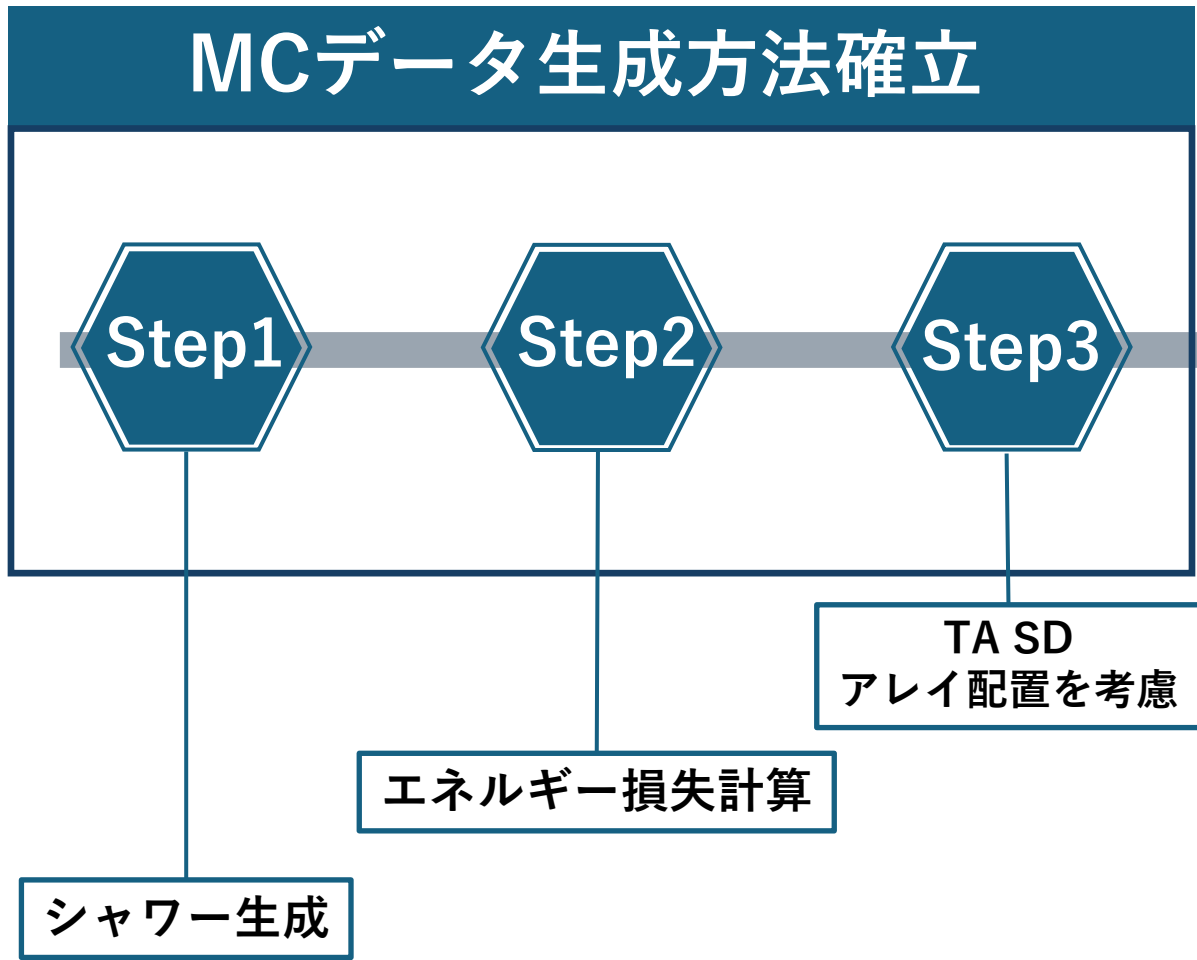 MCデータ生成方法確立
Step1
Step2
Step3
TA SD
アレイ配置を考慮
エネルギー損失計算
シャワー生成